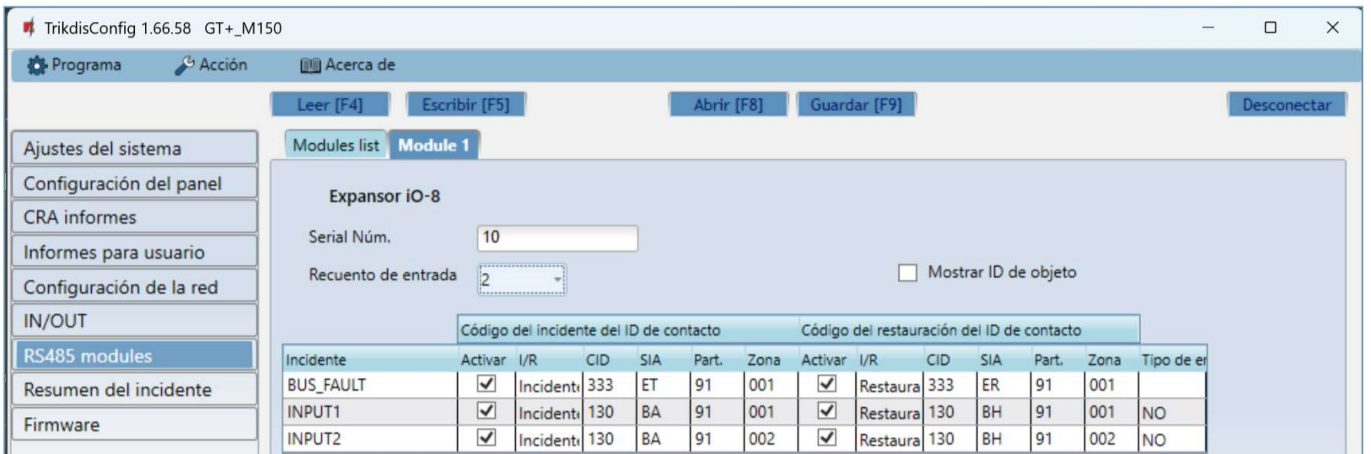 TrikdisConfig 1.66.58 GT+_M150
Programa Acción Acerca de
Leer [F4] Escribir [F5] Abrir [F8] Guardar [F9] Desconectar
Ajustes del sistema
Configuración del panel
CRA informes
Informes para usuario
Configuración de la red
IN/OUT
RS485 modules
Resumen del incidente
Firmware
Modules list Module 1
Expansor iO-8
Serial Núm. 10
Recuento de entrada 2 Mostrar ID de objeto
Código del incidente del ID de contacto Código del restauración del ID de contacto
Incidente Activar I/R CID SIA Part. Zona Activar I/R CID SIA Part. Zona Tipo de er
BUS_FAULT Incident 333 ET 91 001 Restaura 333 ER 91 001
INPUT1 Incident 130 BA 91 001 Restaura 130 BH 91 001 NO
INPUT2 Incident 130 BA 91 002 Restaura 130 BH 91 002 NO